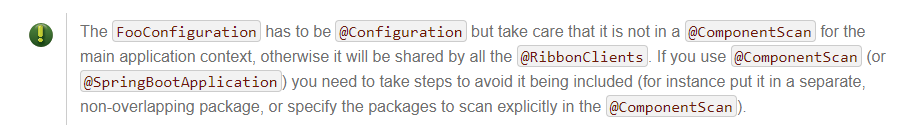 The FooConfiguration has to be @Configuration but take care that it is not in a @ComponentScan for the
main application context, otherwise it will be shared by all the @RibbonClients. If you use @ComponentScan (or
@SpringBootApplication) you need to take steps to avoid it being included (for instance put it in a separate,
non-overlapping package, or specify the packages to scan explicitly in the @ComponentScan).